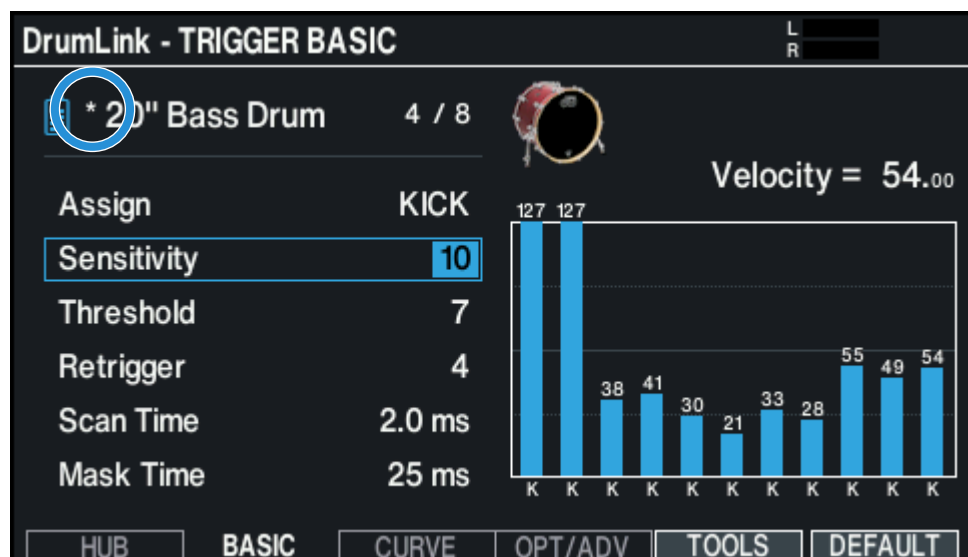 DrumLink - TRIGGER BASIC
L
R
* 20" Bass Drum 4 / 8
Velocity = 54.00
Assign KICK
Sensitivity 10
Threshold 7
Retrigger 4
Scan Time 2.0 ms
Mask Time 25 ms
127 127 38 41 30 21 33 28 55 49 54
K K K K K K K K K K K
HUB BASIC CURVE OPT/ADV TOOLS DEFAULT